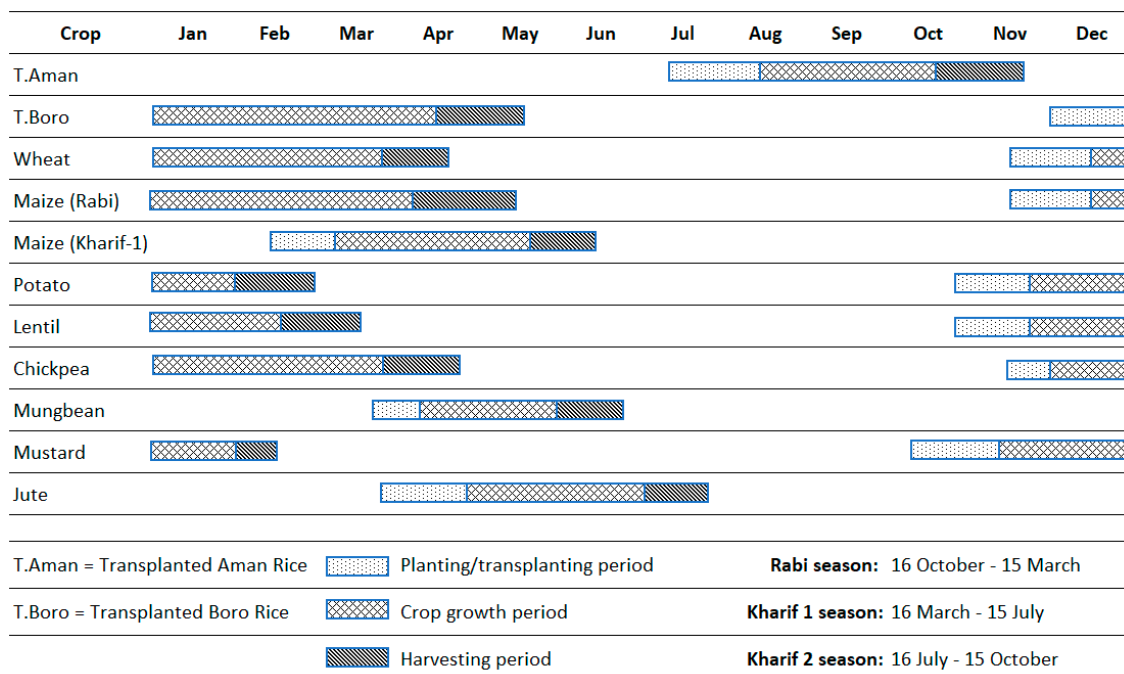 Crop Jan Feb Mar Apr May Jun Jul Aug Sep Oct Nov Dec
T.Aman
T.Boro
Wheat
Maize (Rabi)
Maize (Kharif-1)
Potato
Lentil
Chickpea
Mungbean
Mustard
Jute
T.Aman = Transplanted Aman Rice Planting/transplanting period Rabi season: 16 October - 15 March
T.Boro = Transplanted Boro Rice Crop growth period Kharif 1 season: 16 March - 15 July
Harvesting period Kharif 2 season: 16 July - 15 October